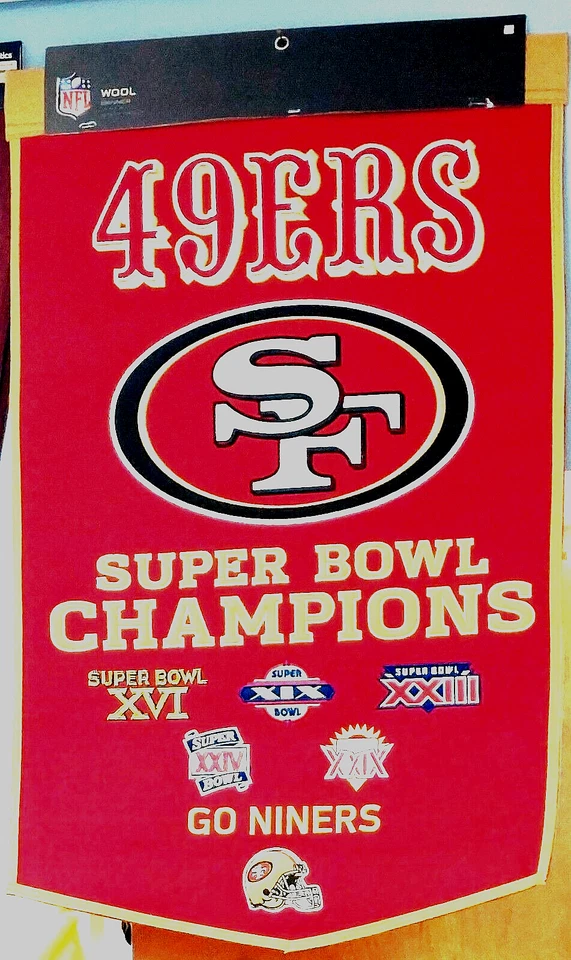 tics
NFL
WOOL
49ERS
SF
SUPER BOWL
CHAMPIONS
SUPER BOWL
XVI
SUPER
XIX
BOWL
SUPER BOWL
XXIII
SUPER
XXIV
BOWL
XXIX
GO NINERS